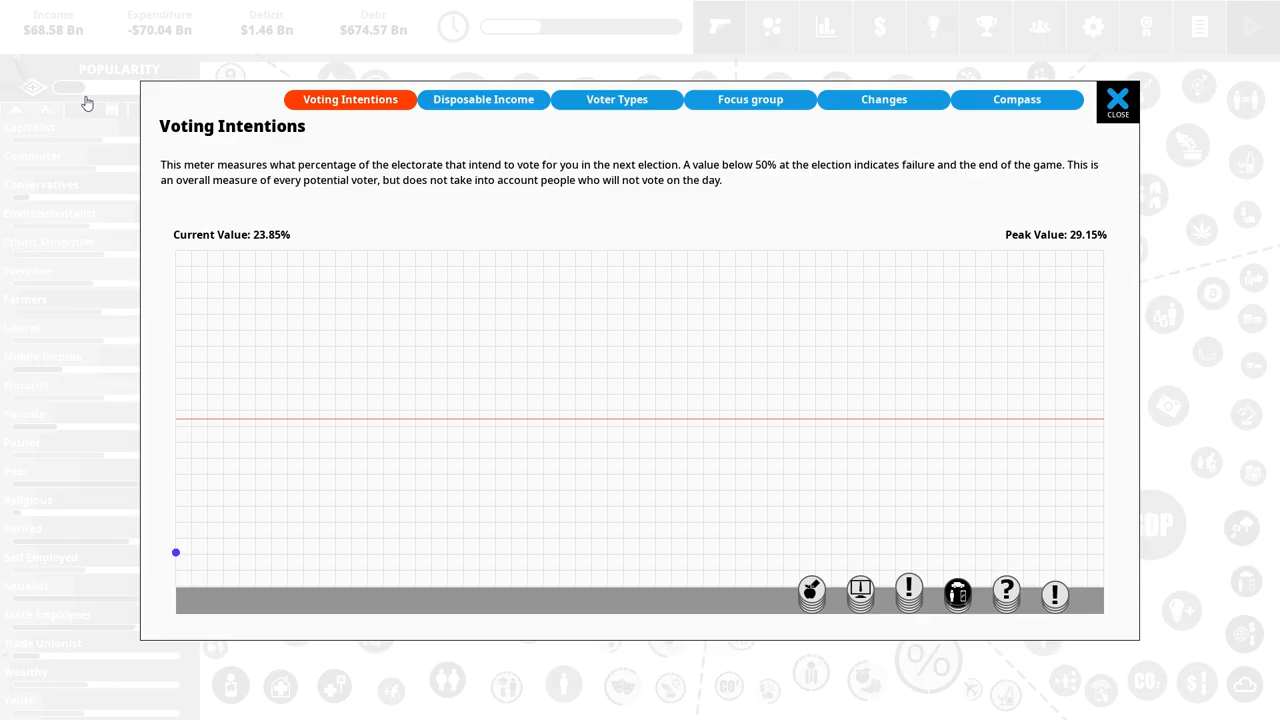 Income
Expenditure
Deficit
Debt
$68.58 Bn
-$70.04 Bn
$1.46 Bn
$674.57 Bn
POPULARITY
Voting Intentions
Disposable Income
Voter Types
Focus group
Changes
Compass
CLOSE
Voting Intentions
This meter measures what percentage of the electorate that intend to vote for you in the next election. A value below 50% at the election indicates failure and the end of the game. This is
an overall measure of every potential voter, but does not take into account people who will not vote on the day.
Current Value: 23.85%
Peak Value: 29.15%
Capitalist
Commuter
Conservatives
Environmentalist
Ethnic Minorities
Everyone
Farmers
Liberal
Middle Income
Motorist
Parents
Patriot
Poor
Religious
Retired
Self Employed
Socialist
State Employees
Trade Unionist
Wealthy
Youth
GDP
CO²
CO₂